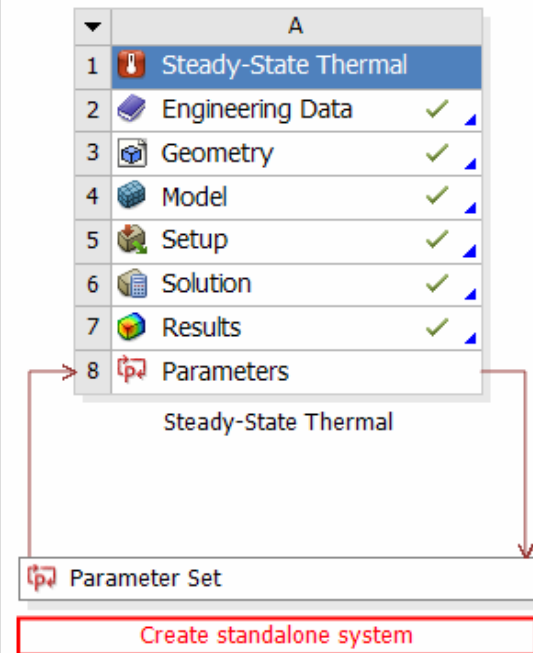 A
1 Steady-State Thermal
2 Engineering Data
3 Geometry
4 Model
5 Setup
6 Solution
7 Results
8 Parameters
Steady-State Thermal
Parameter Set
Create standalone system